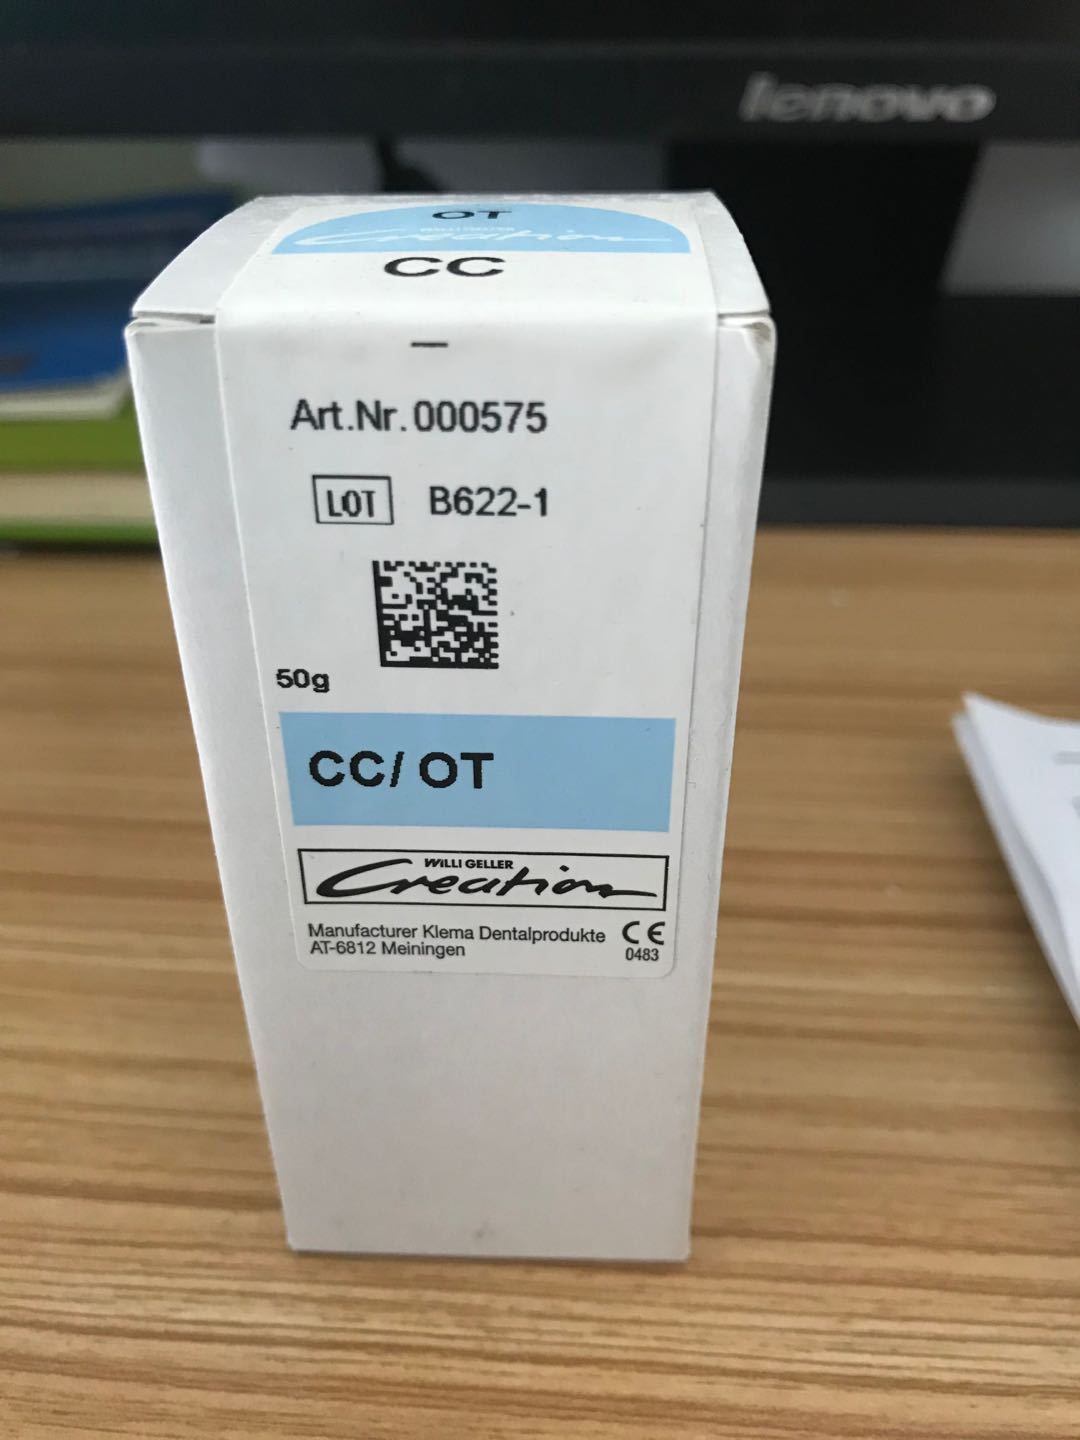 lenovo
OT
WILLI GELLER
Creation
CC
Art.Nr. 000575
LOT B622-1
50g
CC/ OT
WILLI GELLER
Creation
Manufacturer Klema Dentalprodukte
AT-6812 Meiningen
CE
0483